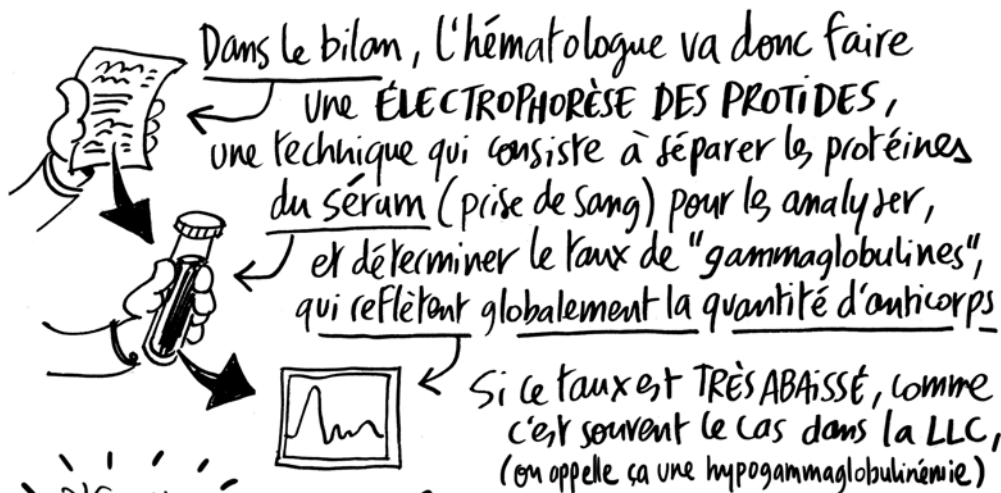 Dans le bilan, l'hématologue va donc faire
une ÉLECTROPHORÈSE DES PROTIDES,
une technique qui consiste à séparer les protéines
du sérum (prise de sang) pour les analyser,
et déterminer le taux de "gammaglobulines",
qui reflètent globalement la quantité d'anticorps
Si ce taux est TRÈS ABAISSÉ, comme
c'est souvent le cas dans la LLC,
(on appelle ça une hypogammaglobulinémie)